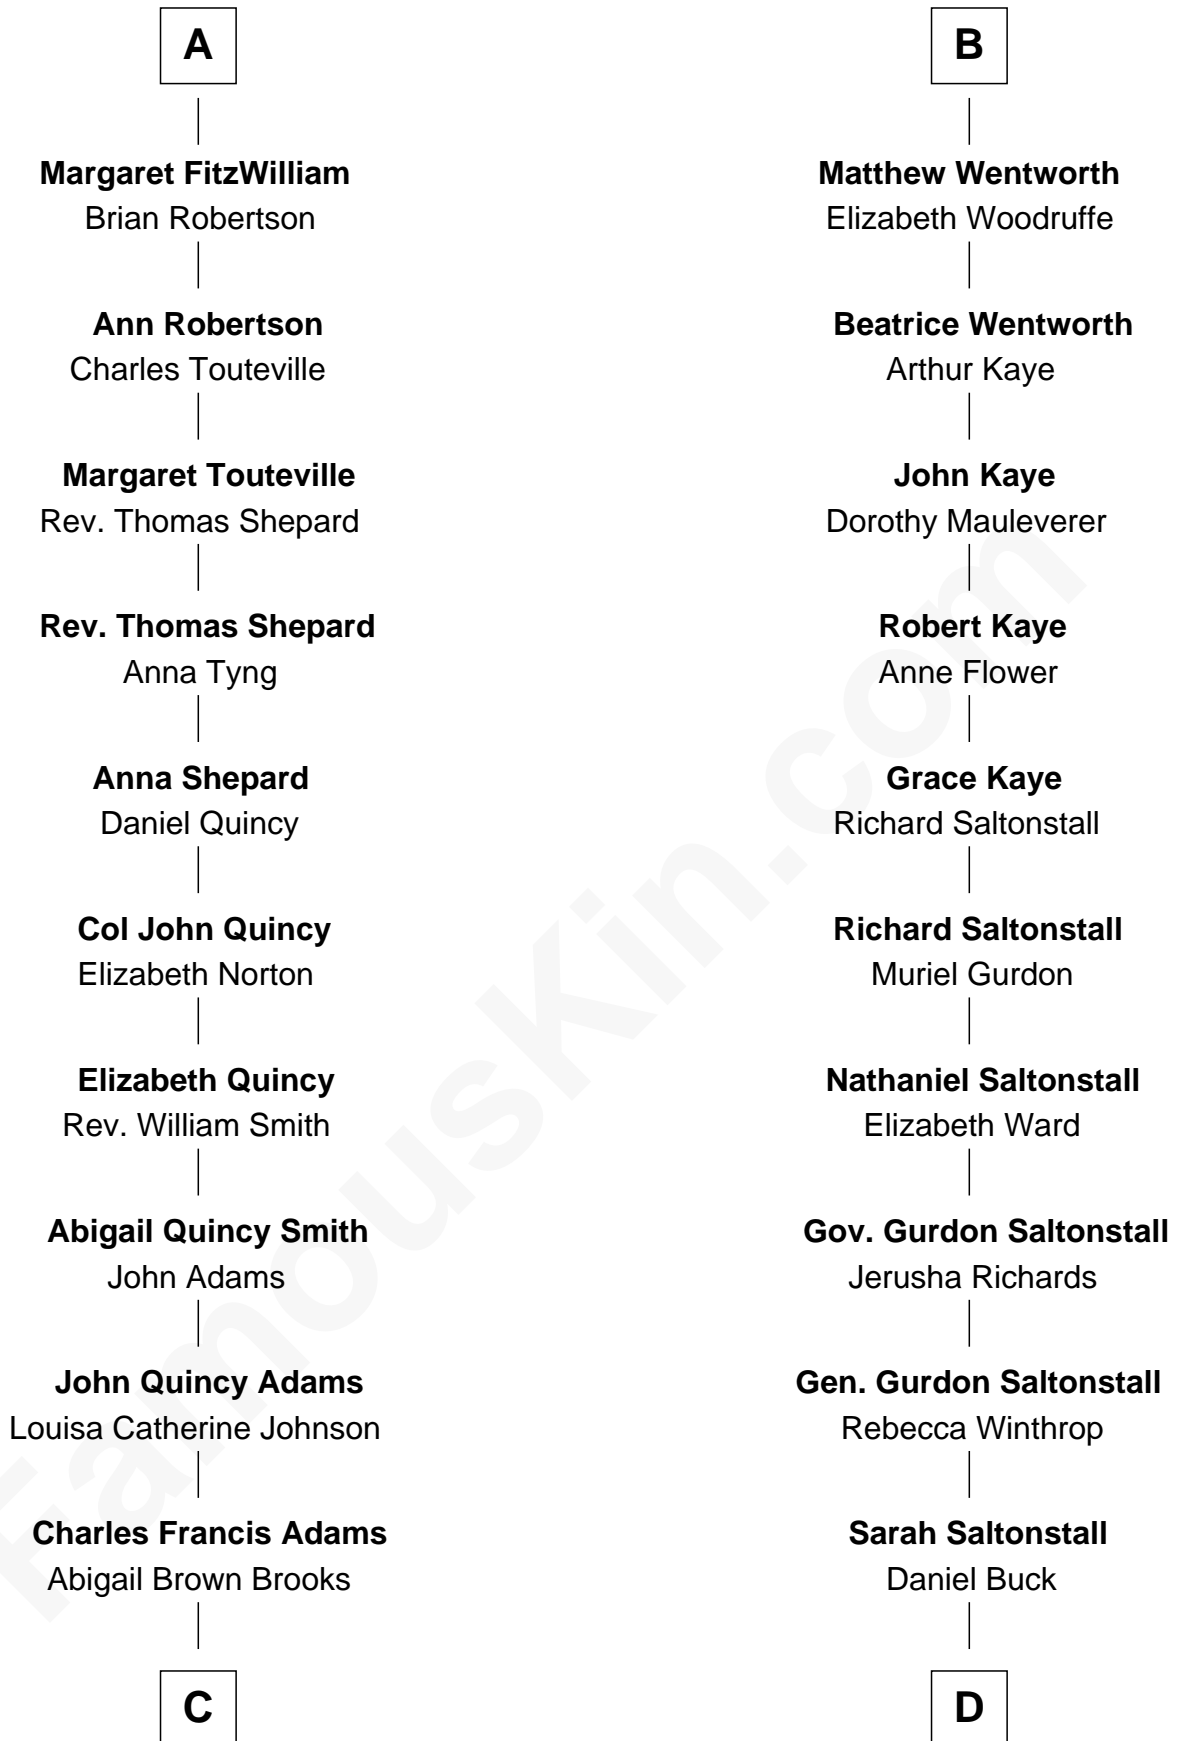 A
Margaret FitzWilliam
Brian Robertson
Ann Robertson
Charles Touteville
Margaret Touteville
Rev. Thomas Shepard
Rev. Thomas Shepard
Anna Tyng
Anna Shepard
Daniel Quincy
Col John Quincy
Elizabeth Norton
Elizabeth Quincy
Rev. William Smith
Abigail Quincy Smith
John Adams
John Quincy Adams
Louisa Catherine Johnson
Charles Francis Adams
Abigail Brown Brooks
C
B
Matthew Wentworth
Elizabeth Woodruffe
Beatrice Wentworth
Arthur Kaye
John Kaye
Dorothy Mauleverer
Robert Kaye
Anne Flower
Grace Kaye
Richard Saltonstall
Richard Saltonstall
Muriel Gurdon
Nathaniel Saltonstall
Elizabeth Ward
Gov. Gurdon Saltonstall
Jerusha Richards
Gen. Gurdon Saltonstall
Rebecca Winthrop
Sarah Saltonstall
Daniel Buck
D
FamousKin.com